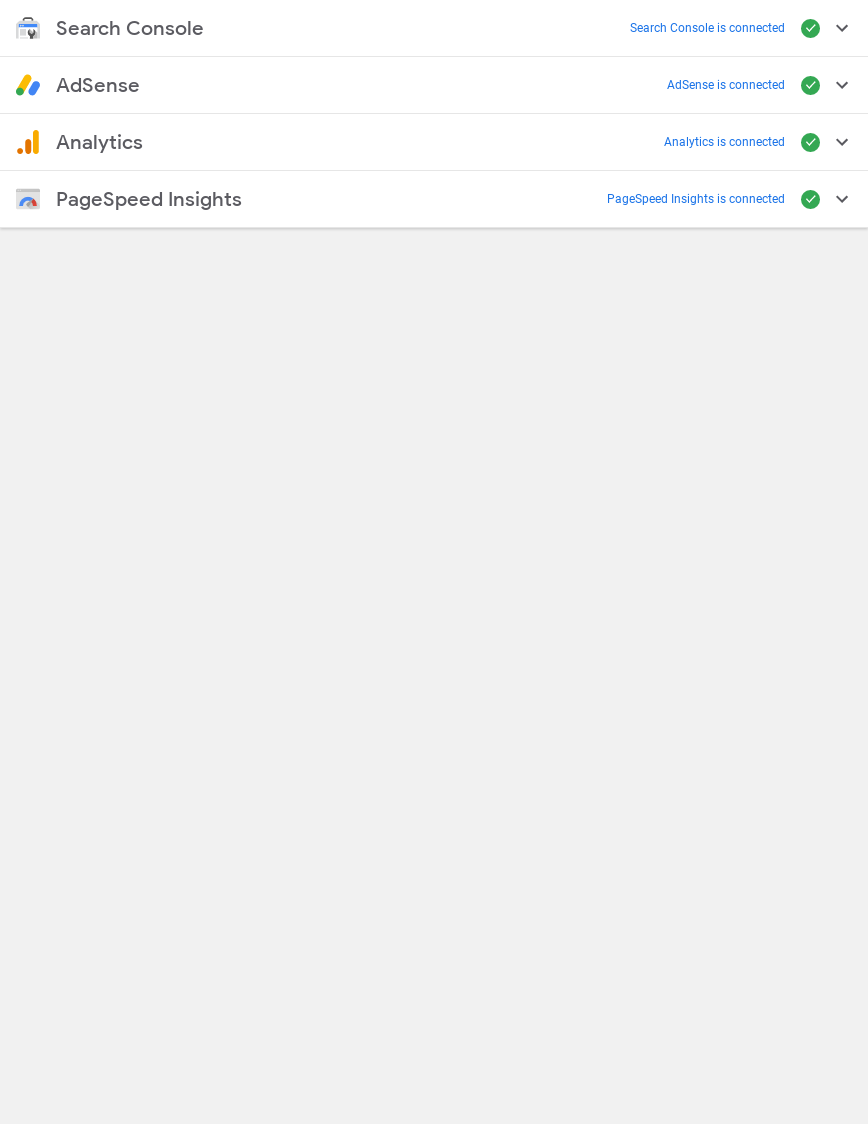 Search Console Search Console is connected
AdSense AdSense is connected
Analytics Analytics is connected
PageSpeed Insights PageSpeed Insights is connected